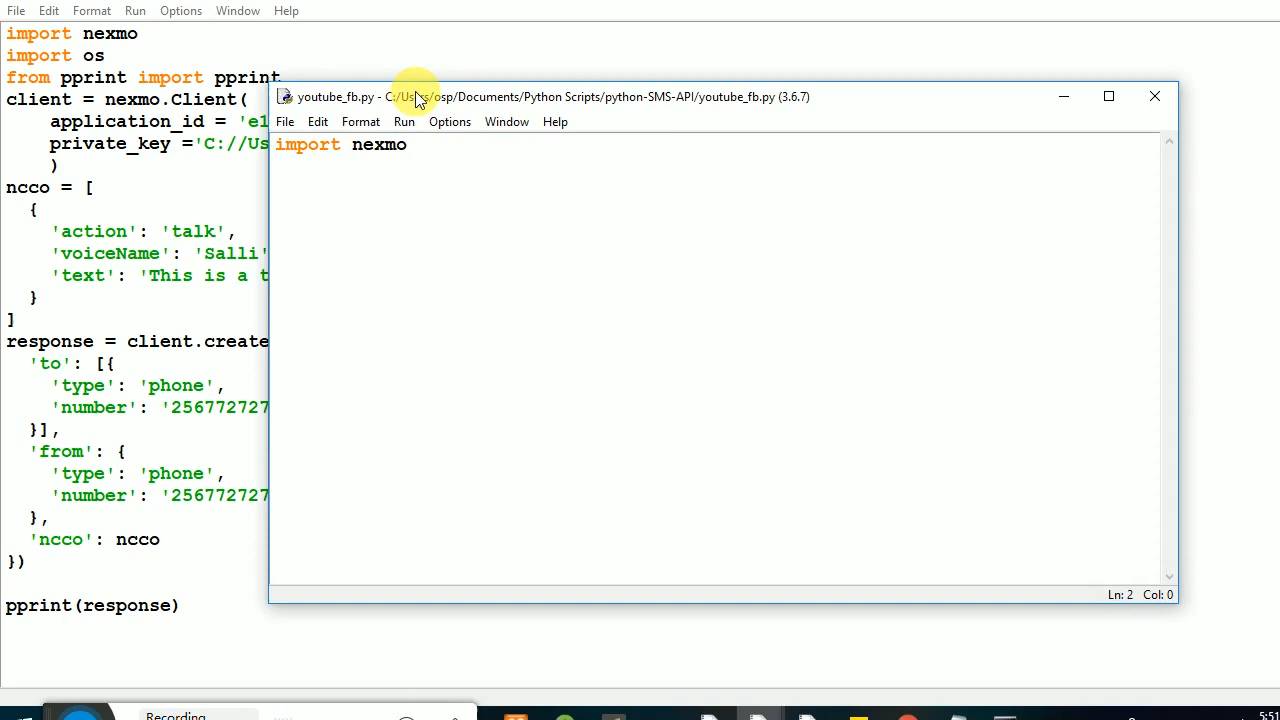 File Edit Format Run Options Window Help
import nexmo
import os
from pprint import pprint
client = nexmo.Client(
application_id = 'e1
private_key ='C://Us
)
ncco = [
{
'action': 'talk',
'voiceName': 'Salli'
'text': 'This is a t
}
]
response = client.create
'to': [{
'type': 'phone',
'number': '256772727
}],
'from': {
'type': 'phone',
'number': '256772727
},
'ncco': ncco
})
pprint(response)
youtube_fb.py - C:/Users/osp/Documents/Python Scripts/python-SMS-API/youtube_fb.py (3.6.7)
File Edit Format Run Options Window Help
import nexmo
Ln: 2 Col: 0
Recording
5:51